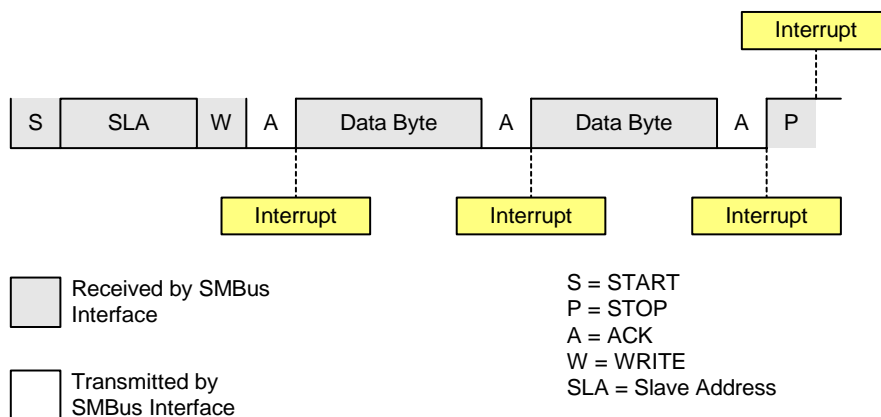 Interrupt
S
SLA
W
A
Data Byte
A
Data Byte
A
P
Interrupt
Interrupt
Interrupt
Received by SMBus
Interface
Transmitted by
SMBus Interface
S = START
P = STOP
A = ACK
W = WRITE
SLA = Slave Address